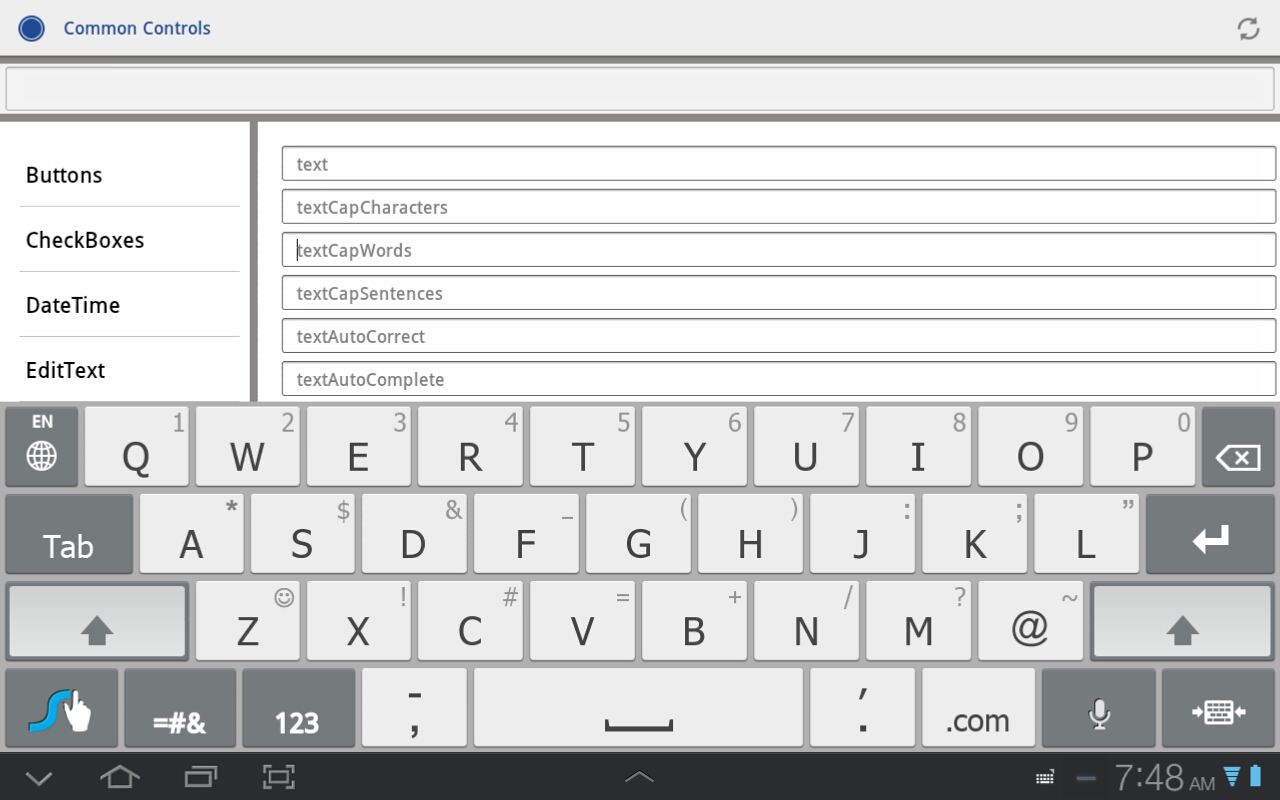 Common Controls
Buttons
CheckBoxes
DateTime
EditText
text
textCapCharacters
textCapWords
textCapSentences
textAutoCorrect
textAutoComplete
EN 1 2 3 4 5 6 7 8 9 0
Q W E R T Y U I O P
* $ & _ ( ) : ; ”
Tab A S D F G H J K L
! # = + / ? ~
Z X C V B N M @
- ′
=#& 123 , . .com
7:48 AM